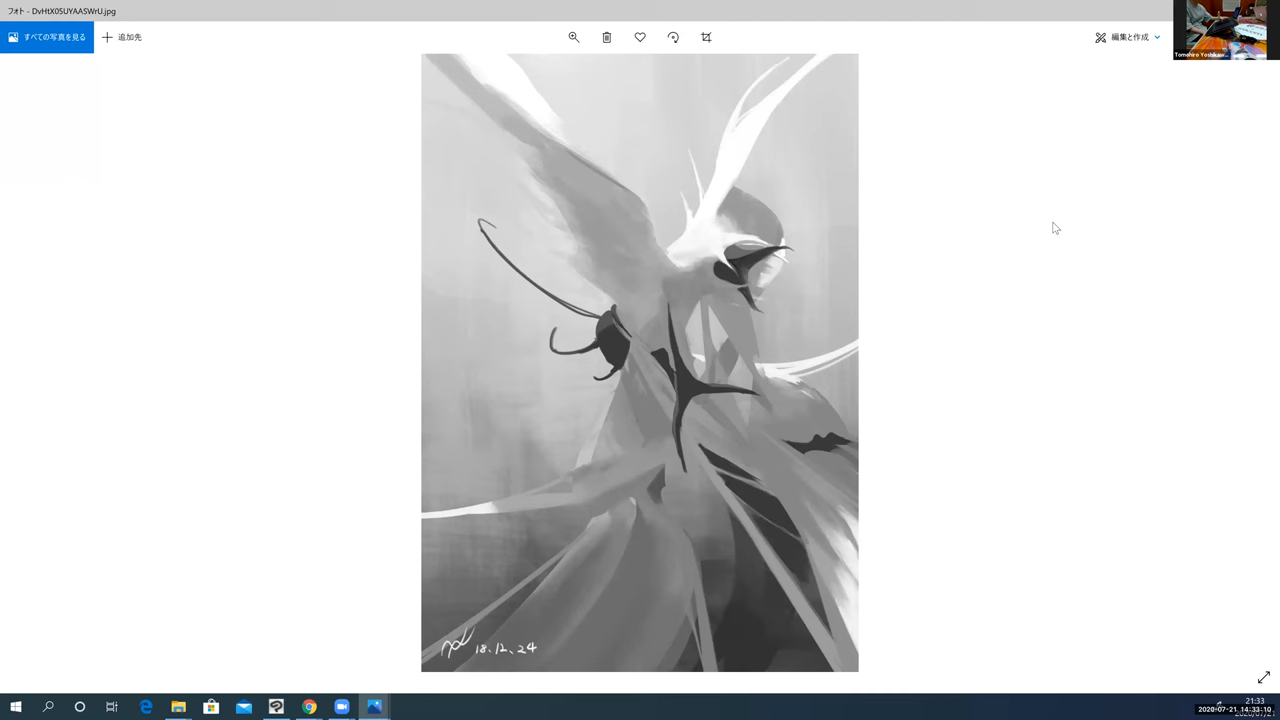 フォト - DvHtX05UYAASWrU.jpg
すべての写真を見る
追加先
編集と作成
Tomohiro Yoshikaw...
18.12.24
21:33
2020-07-21 14:33:10